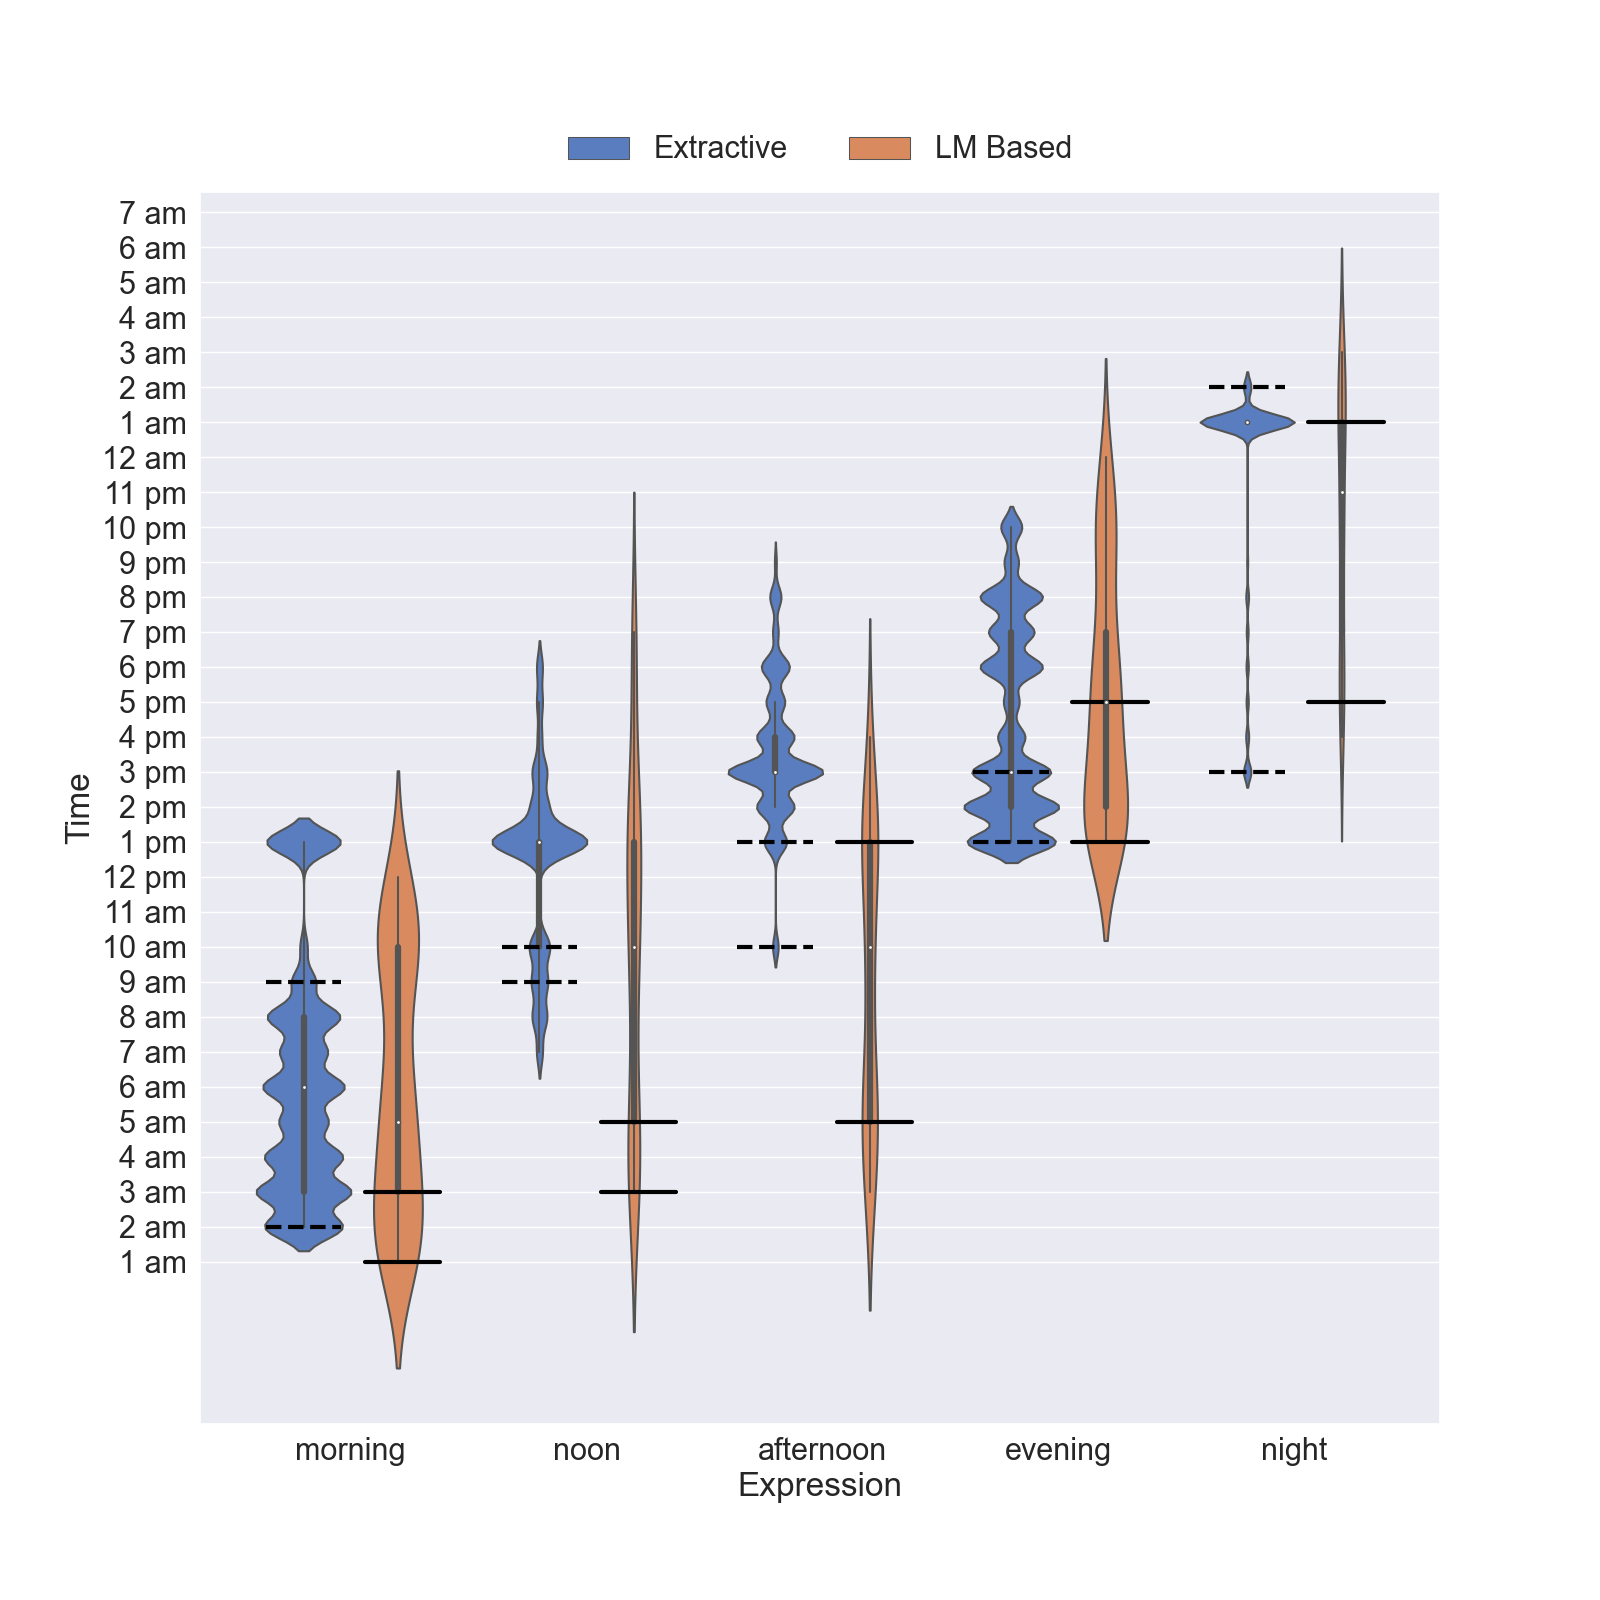 Extractive LM Based
7 am
6 am
5 am
4 am
3 am
2 am
1 am
12 am
11 pm
10 pm
9 pm
8 pm
7 pm
6 pm
5 pm
4 pm
3 pm
2 pm
1 pm
12 pm
11 am
10 am
9 am
8 am
7 am
6 am
5 am
4 am
3 am
2 am
1 am
Time
morning noon afternoon evening night
Expression